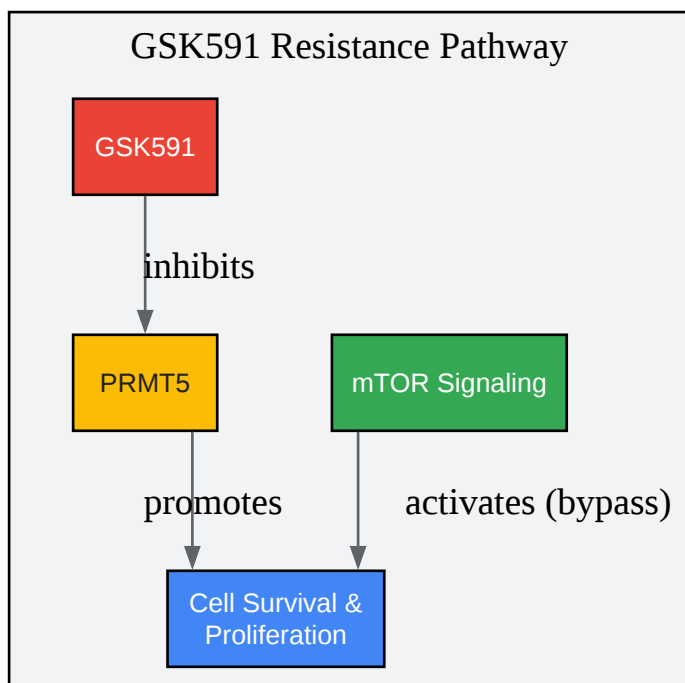 GSK591 Resistance Pathway
GSK591
inhibits
PRMT5
mTOR Signaling
promotes
activates (bypass)
Cell Survival &
Proliferation